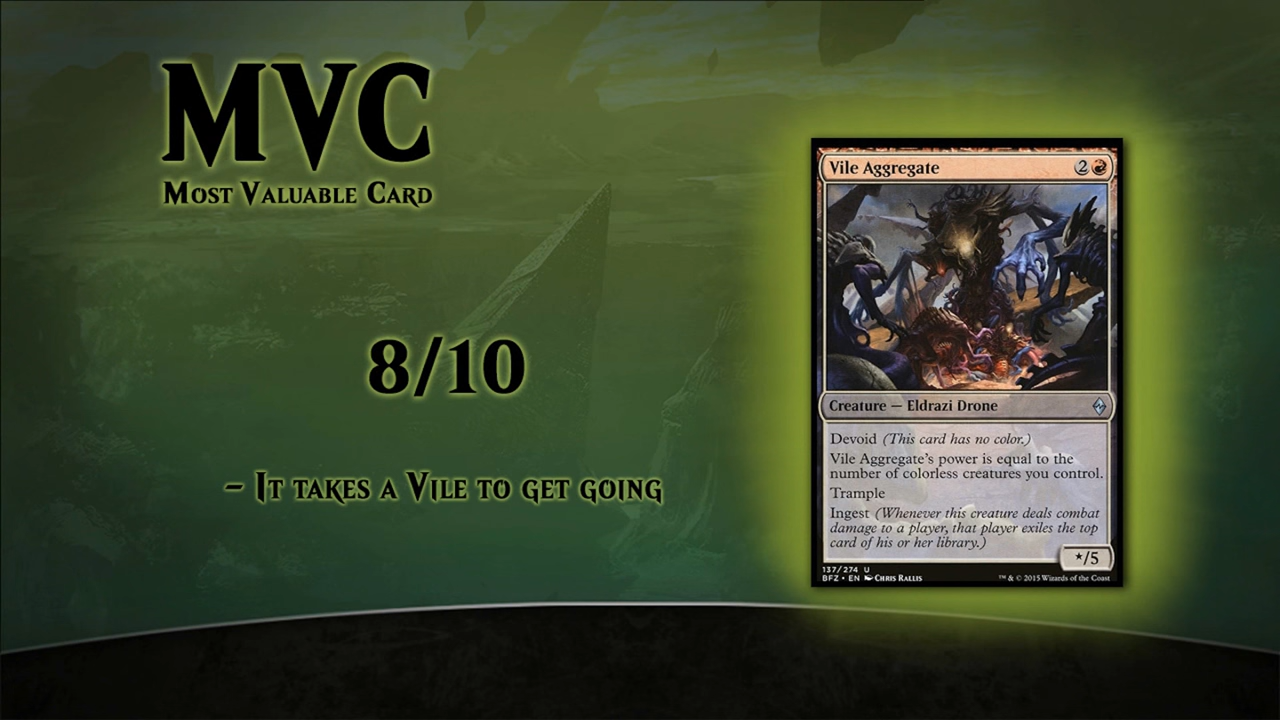 MVC
Most Valuable Card
8/10
– It takes a Vile to get going
Vile Aggregate 2
Creature — Eldrazi Drone
Devoid (This card has no color.)
Vile Aggregate's power is equal to the
number of colorless creatures you control.
Trample
Ingest (Whenever this creature deals combat
damage to a player, that player exiles the top
card of his or her library.)
*/5
137/274 U
BFZ • EN Chris Rallis
™ & © 2015 Wizards of the Coast